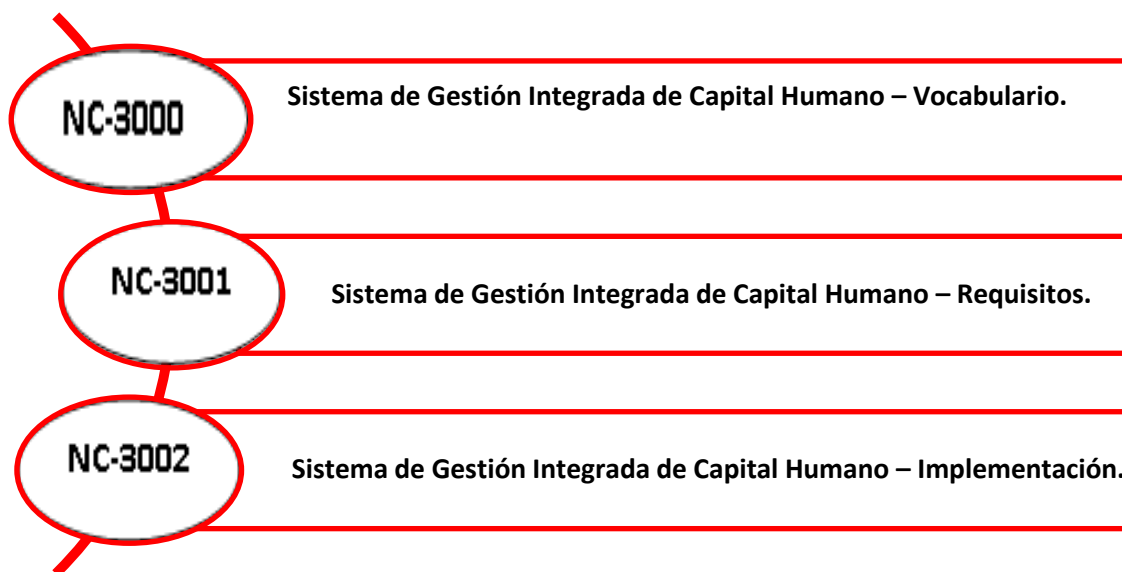 NC-3000
Sistema de Gestión Integrada de Capital Humano – Vocabulario.
NC-3001
Sistema de Gestión Integrada de Capital Humano – Requisitos.
NC-3002
Sistema de Gestión Integrada de Capital Humano – Implementación.